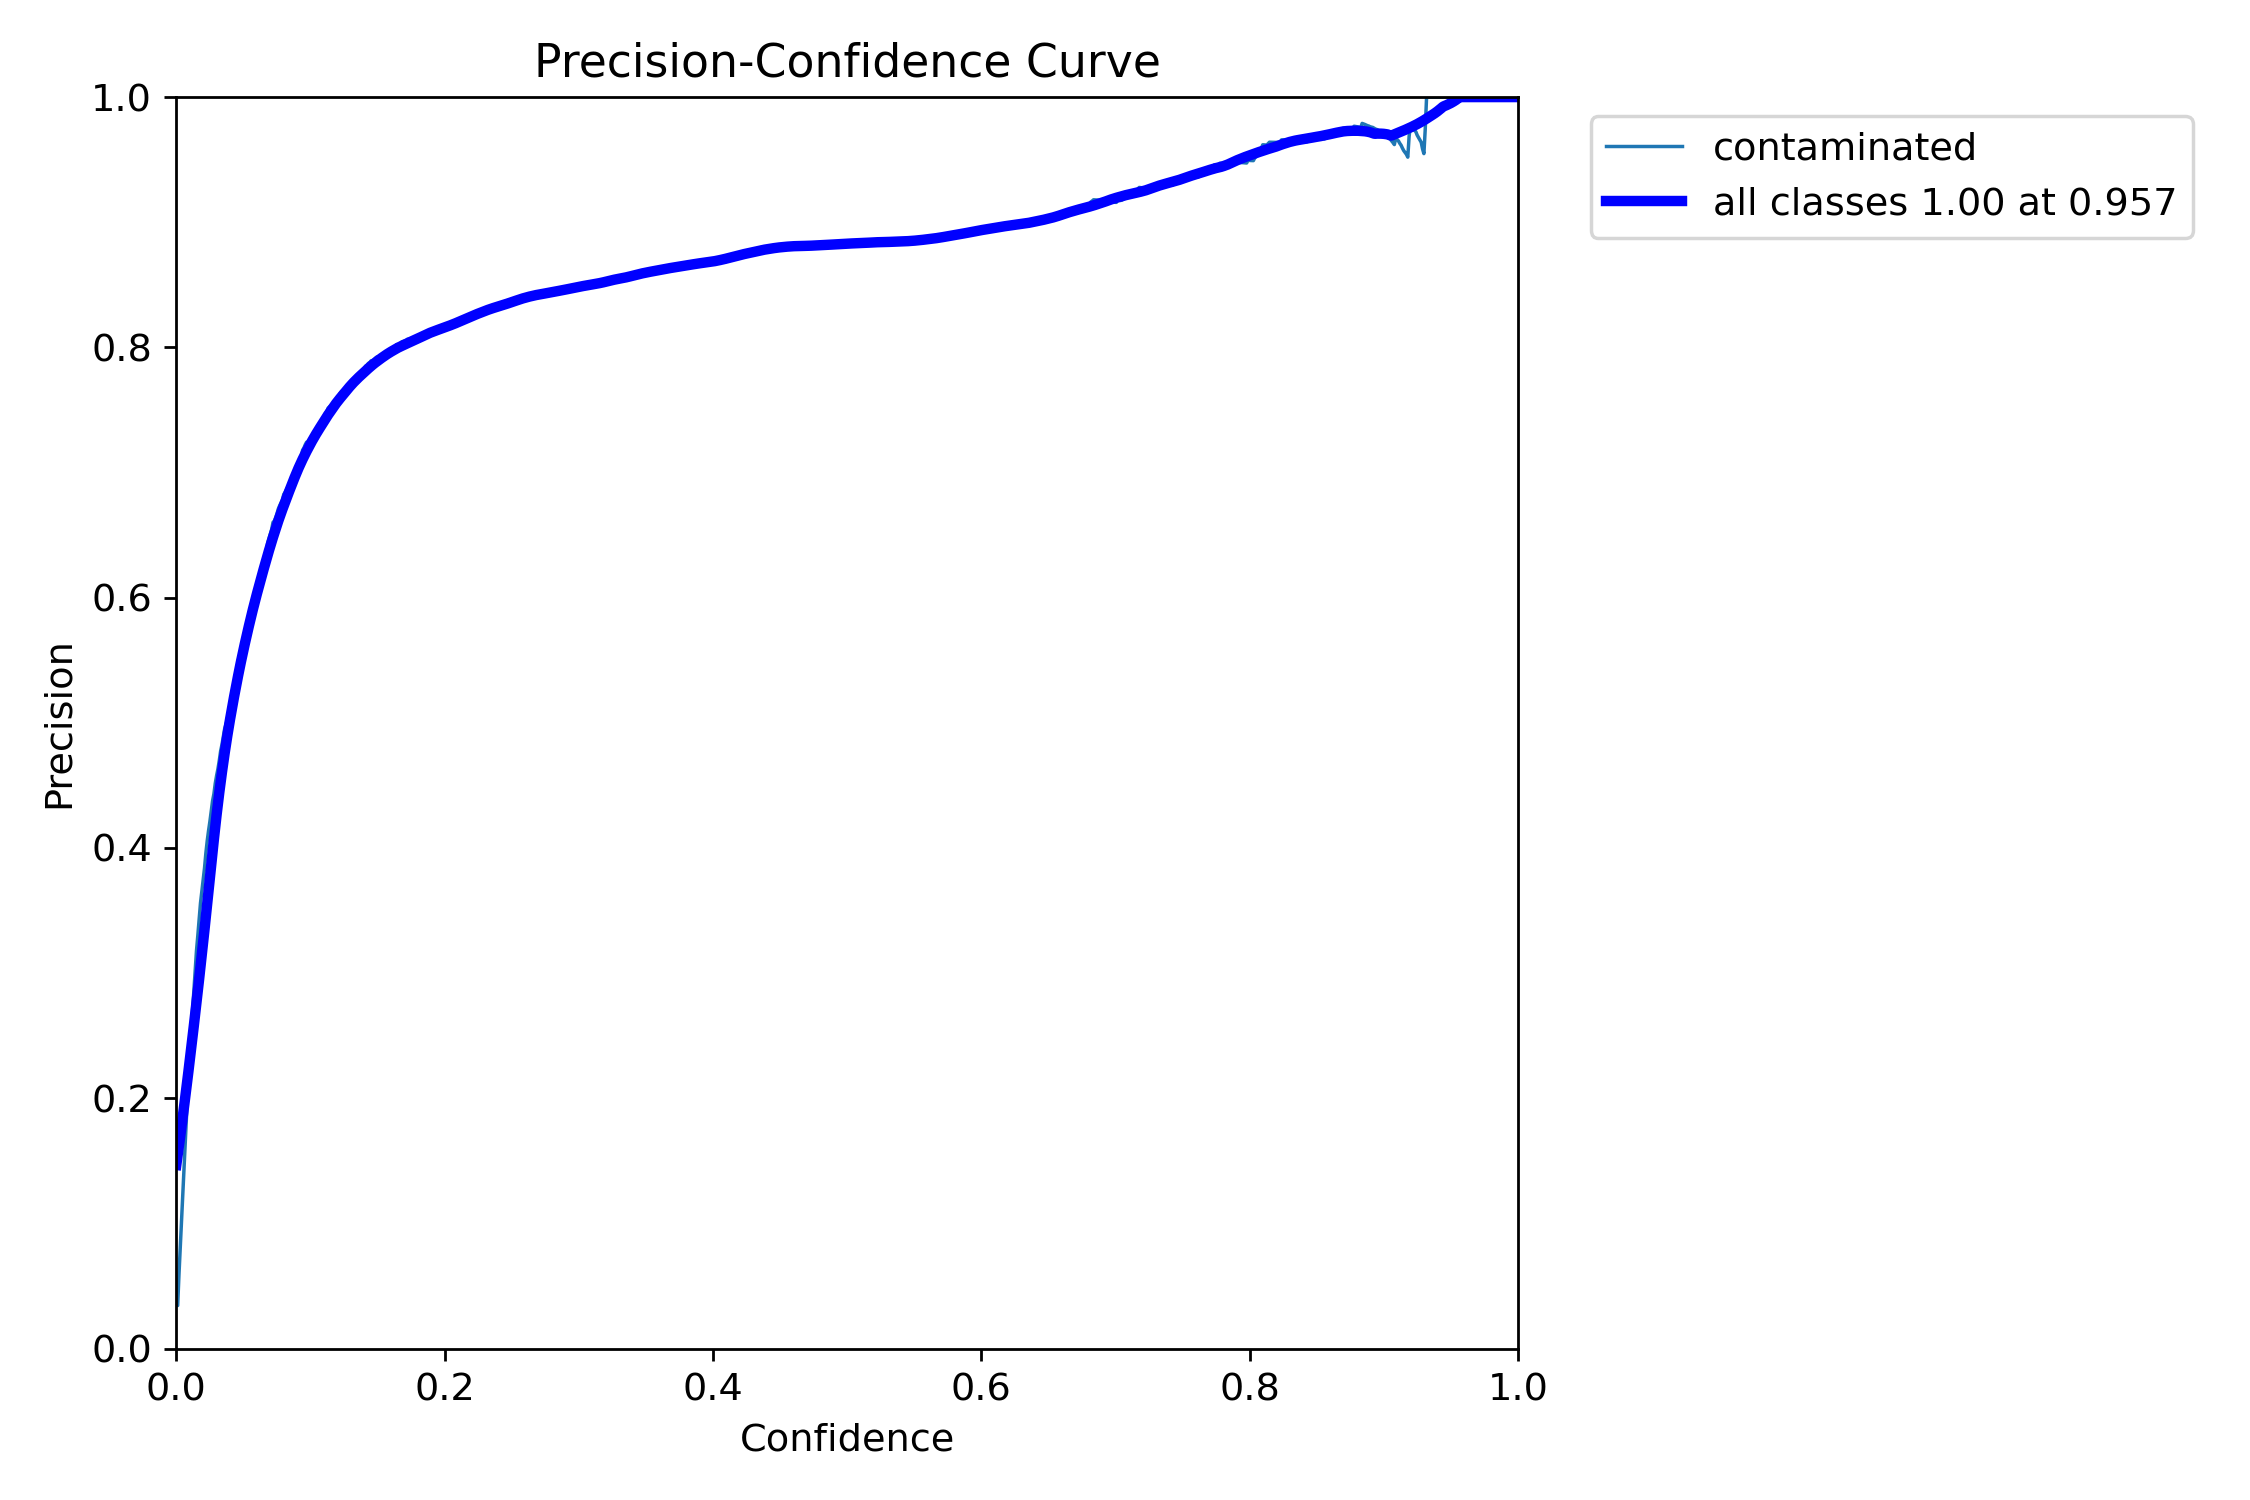 Precision-Confidence Curve
1.0
0.8
0.6
0.4
0.2
0.0
Precision
0.0 0.2 0.4 0.6 0.8 1.0
Confidence
contaminated
all classes 1.00 at 0.957